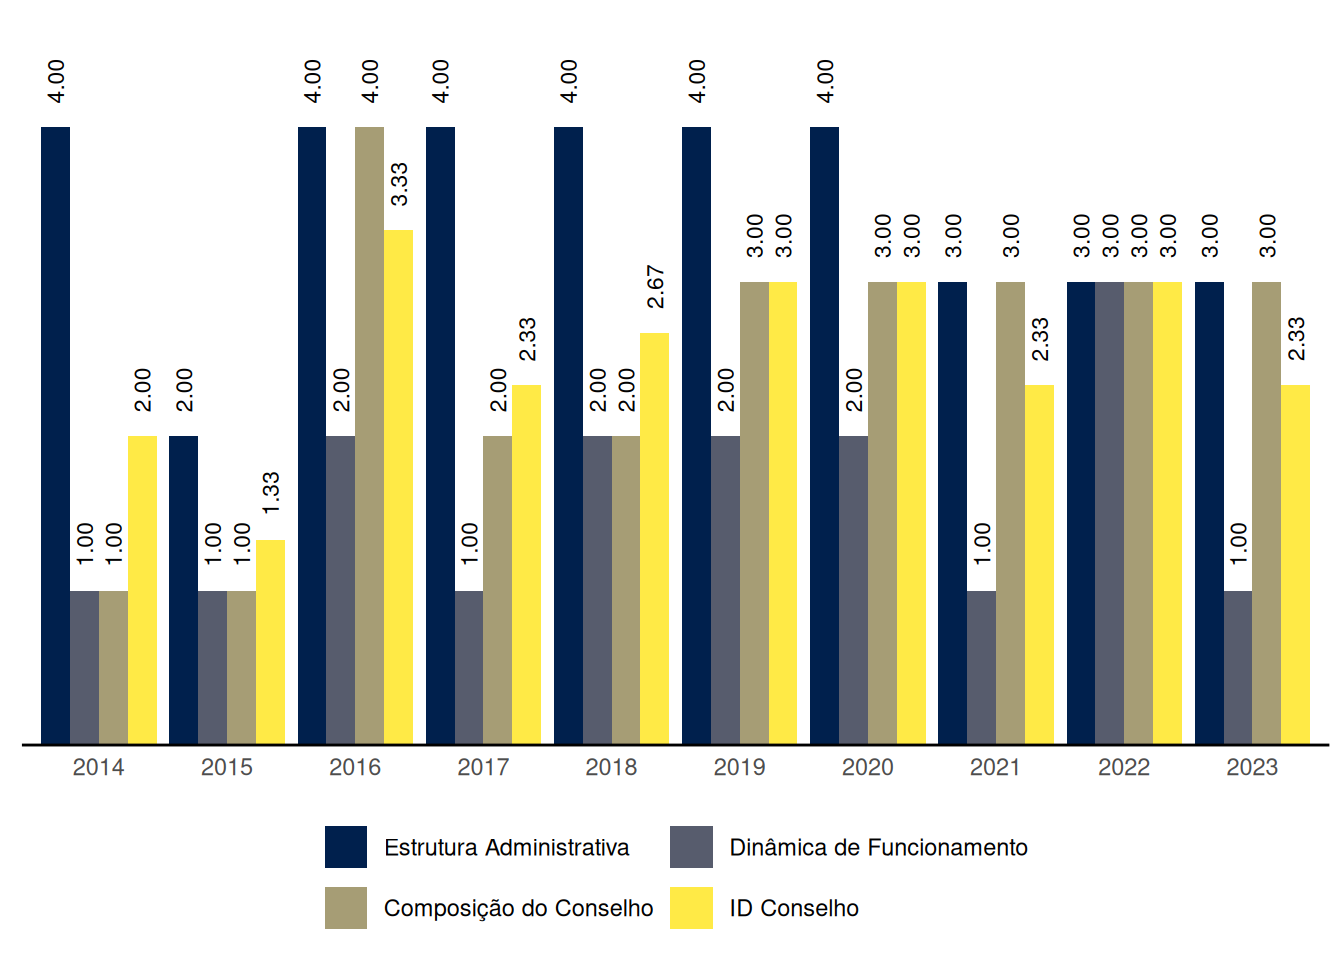 4.00 1.00 1.00 2.00 2.00 1.00 1.00 1.33 4.00 2.00 4.00 3.33 4.00 1.00 2.00 2.33 4.00 2.00 2.00 2.67 4.00 2.00 3.00 3.00 4.00 2.00 3.00 3.00 3.00 1.00 3.00 2.33 3.00 3.00 3.00 3.00 3.00 1.00 3.00 2.33
2014 2015 2016 2017 2018 2019 2020 2021 2022 2023
Estrutura Administrativa Dinâmica de Funcionamento
Composição do Conselho ID Conselho